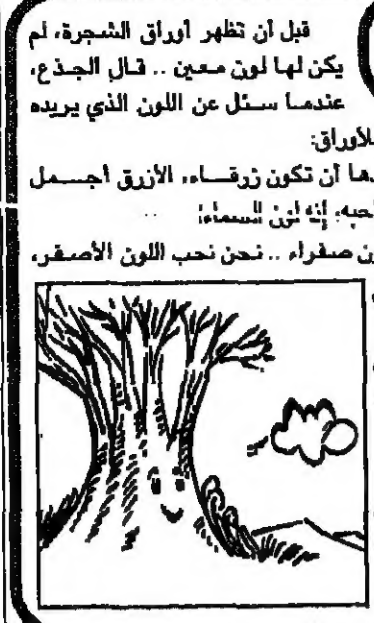 قبل أن تظهر أوراق الشجرة، لم
يكن لها لون معين .. قال الجذع،
عندما سئل عن اللون الذي يريده
للأوراق:
أن تكون زرقاء، الأزرق أجمل
إنه لون السماء!
صفراء .. نحن نحب اللون الأصفر،